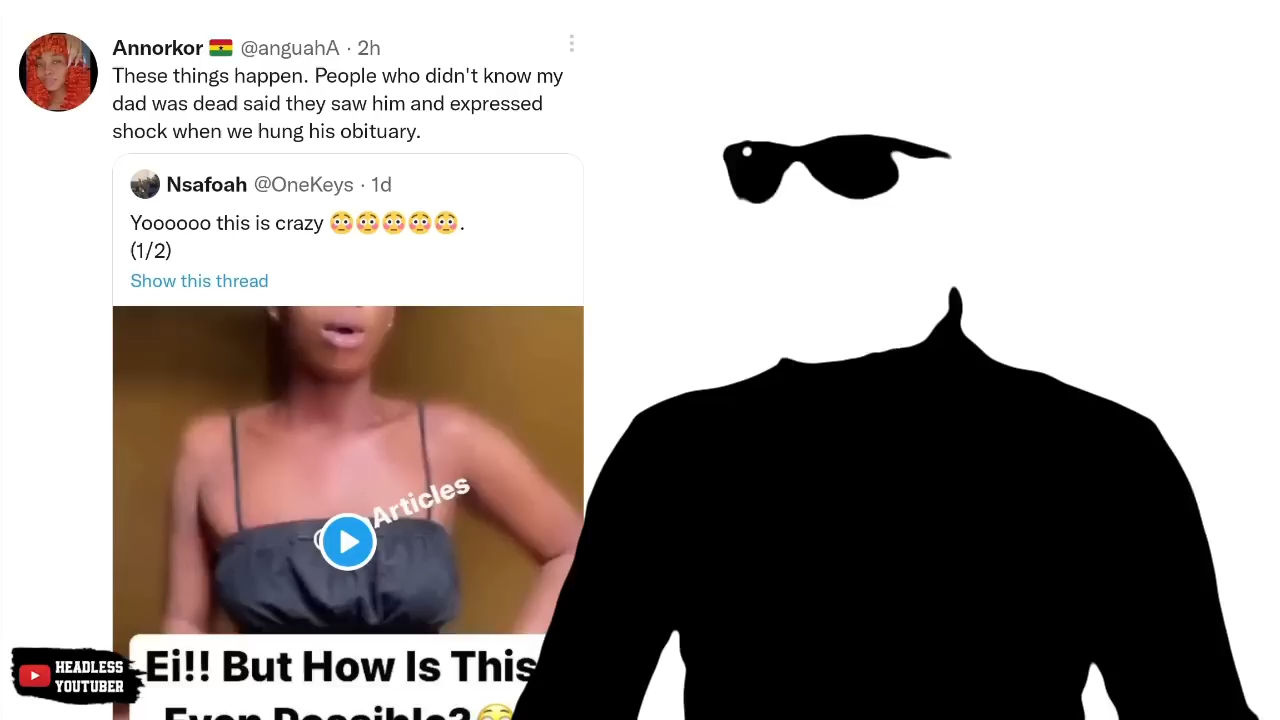 Annorkor 🇬🇭 @anguahA · 2h
These things happen. People who didn't know my
dad was dead said they saw him and expressed
shock when we hung his obituary.
Nsafoah @OneKeys · 1d
Yoooooo this is crazy 😳😳😳😳😳.
(1/2)
Show this thread
Articles
Ei!! But How Is This
Even Possible?😳
HEADLESS
YOUTUBER